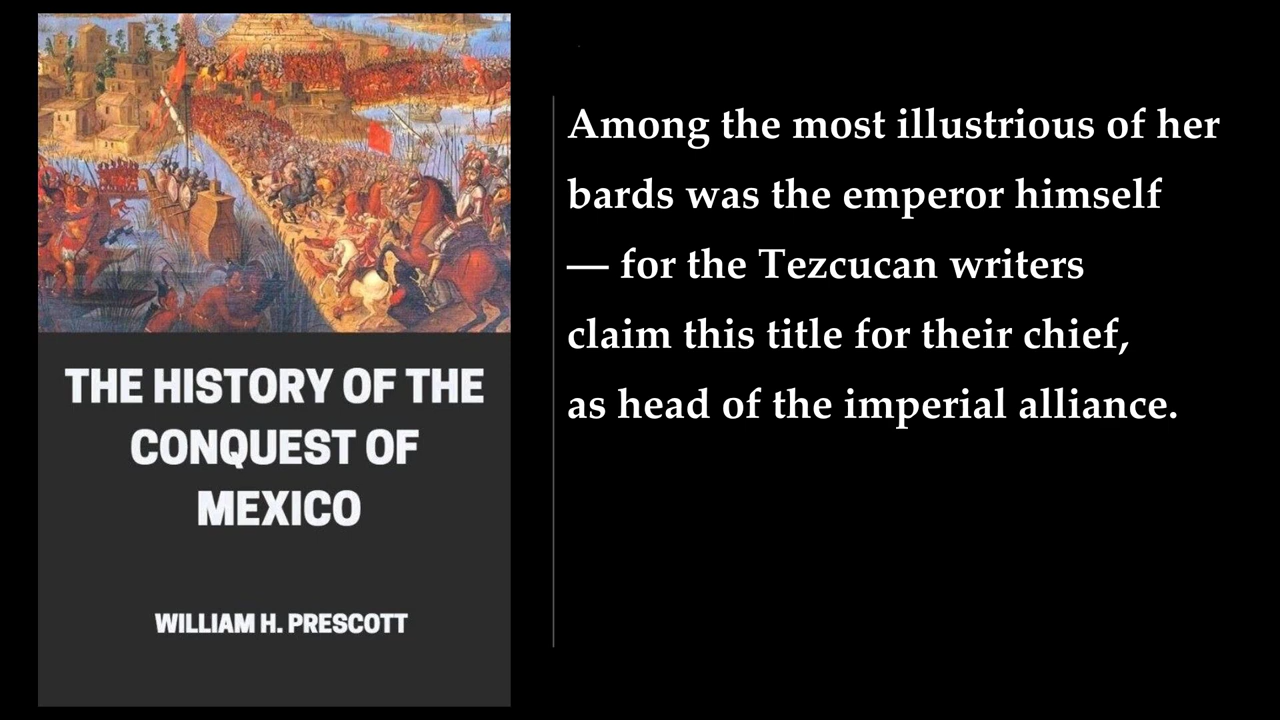 THE HISTORY OF THE
CONQUEST OF
MEXICO
WILLIAM H. PRESCOTT
Among the most illustrious of her
bards was the emperor himself
— for the Tezcucan writers
claim this title for their chief,
as head of the imperial alliance.